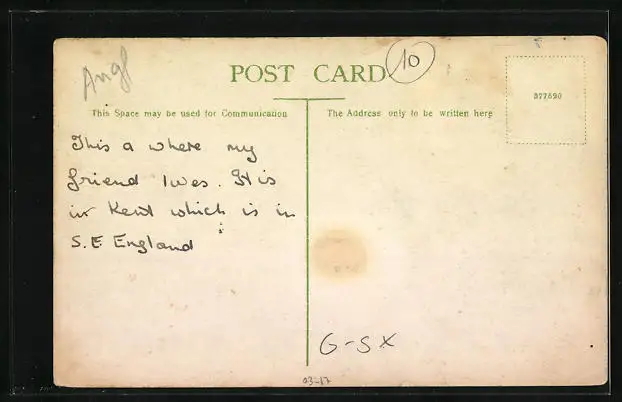 Angl
10
POST CARD
This Space may be used for Communication
The Address only to be written here
377690
This a where my
friend lives. It is
in Kent which is in
S.E. England
G-SX
03-17